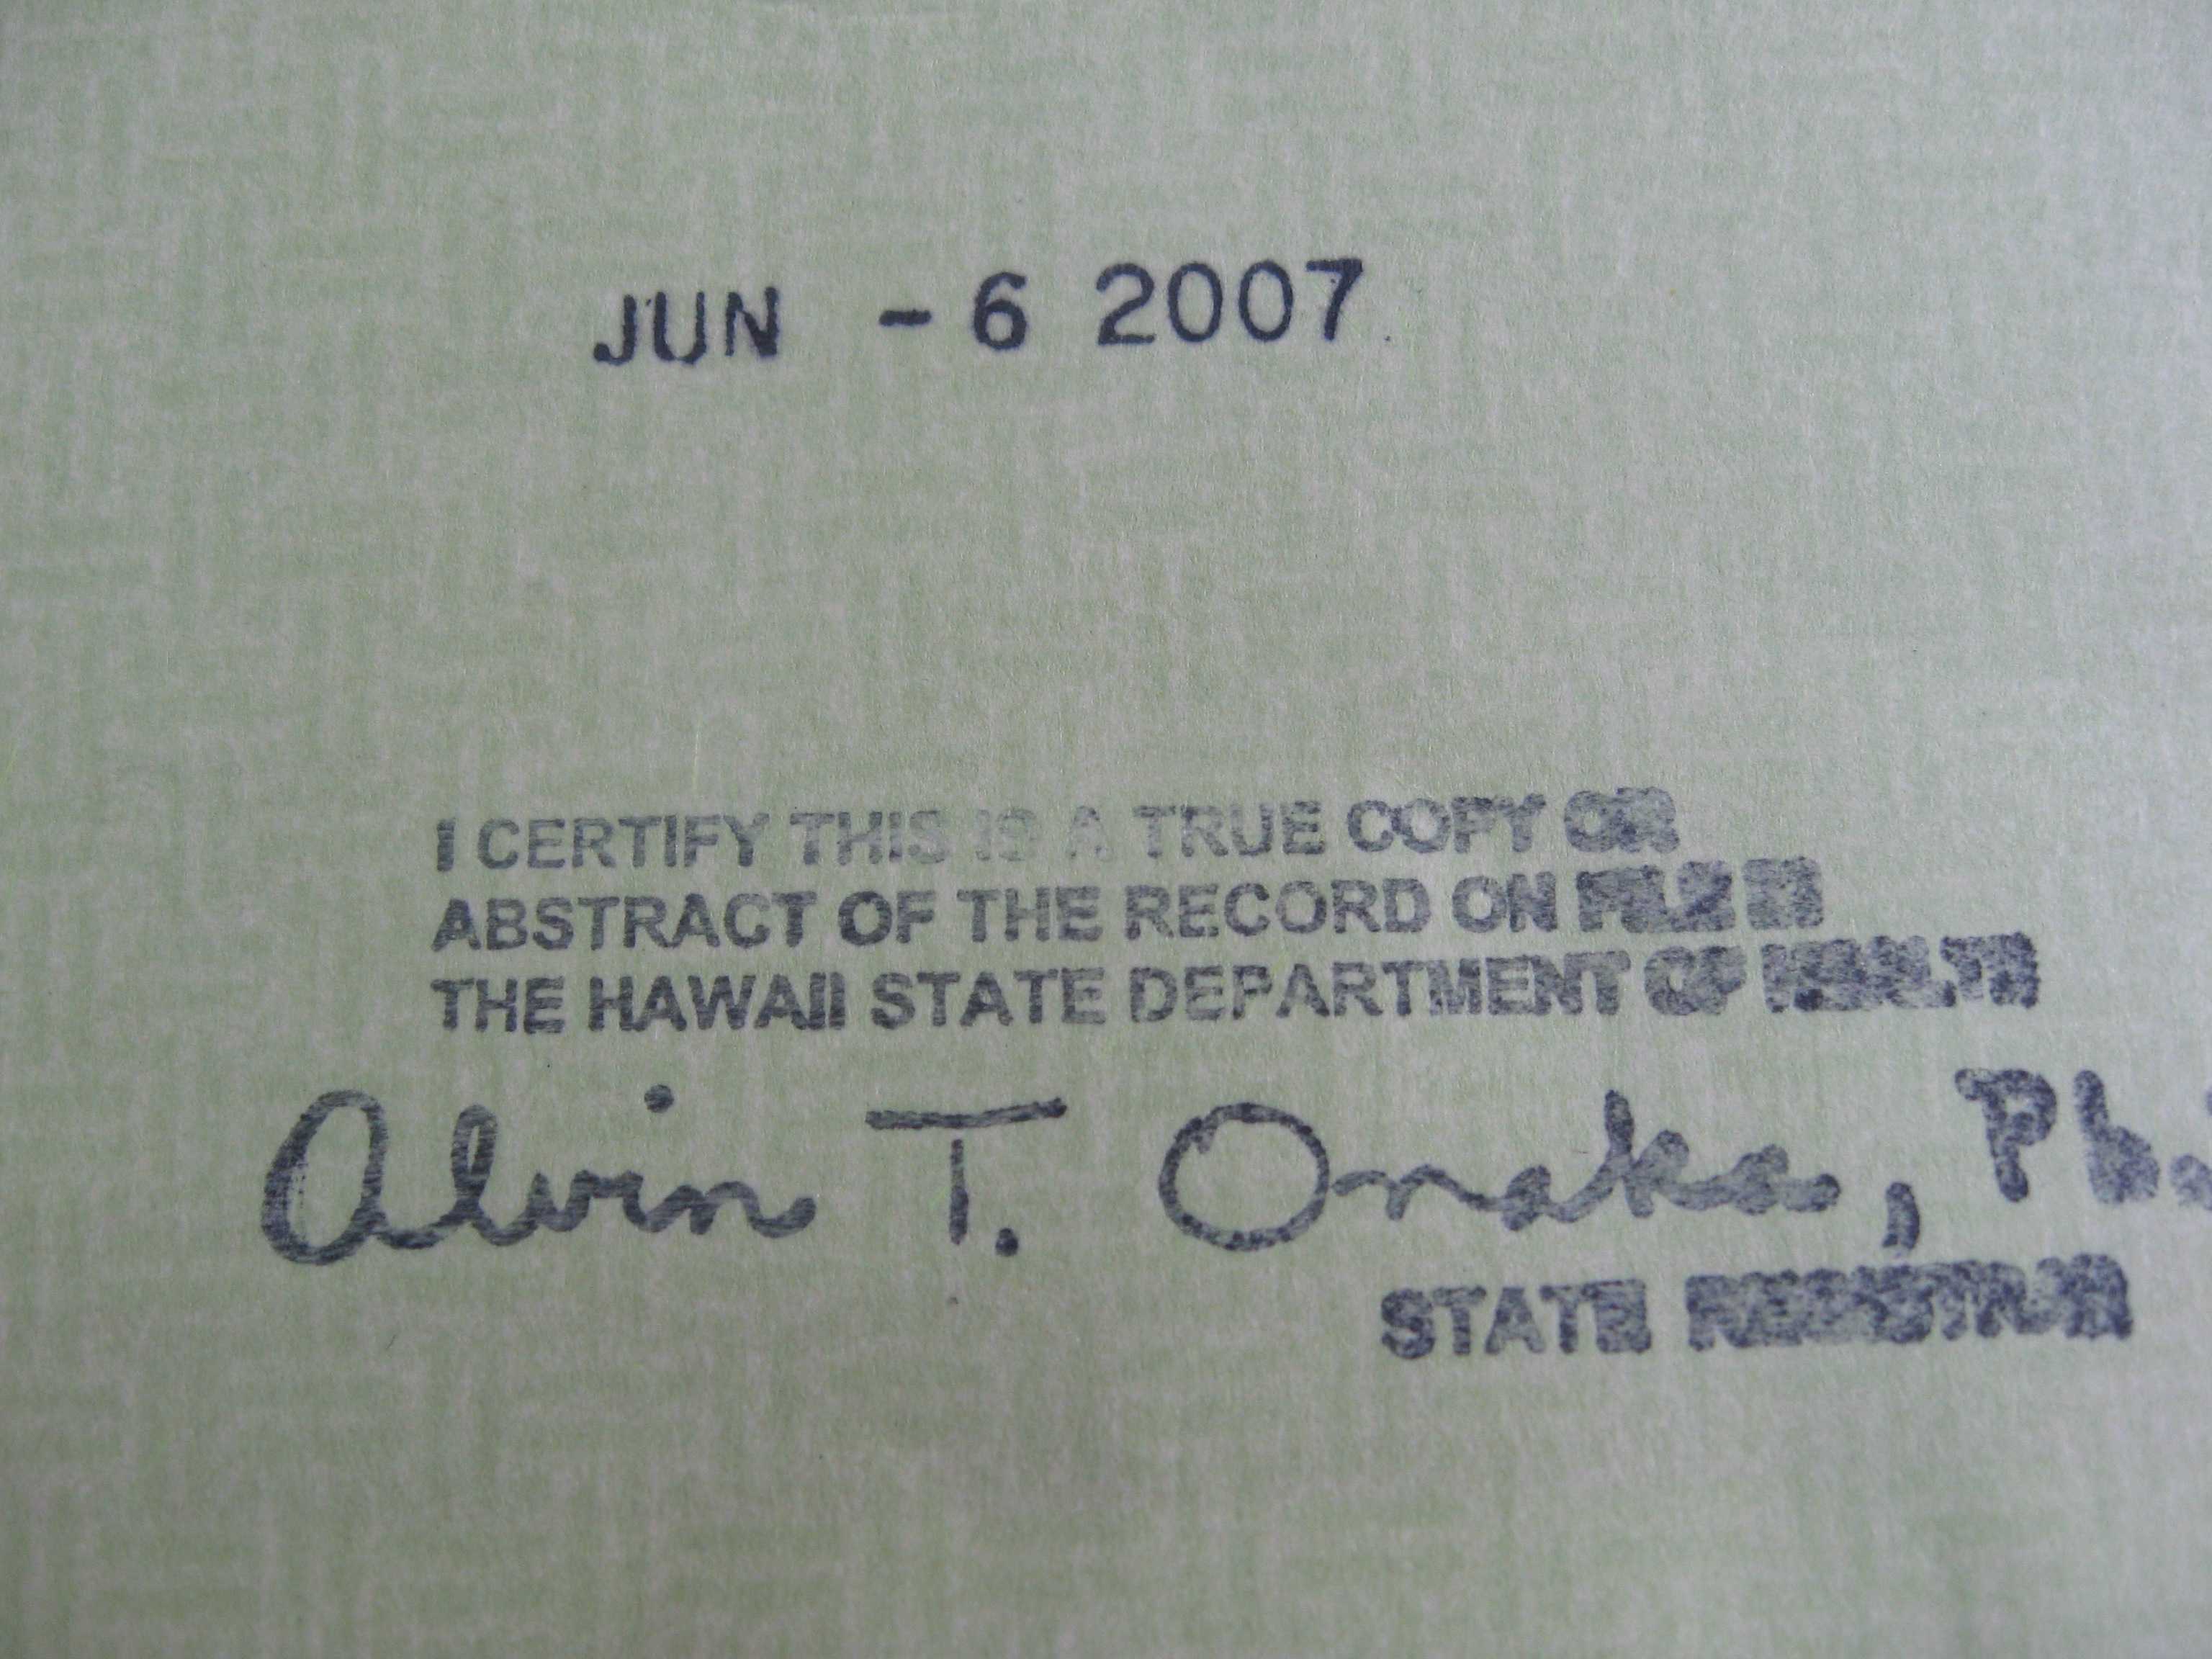 JUN - 6 2007
I CERTIFY THIS IS A TRUE COPY OR
ABSTRACT OF THE RECORD ON FILE IN
THE HAWAII STATE DEPARTMENT OF HEALTH
Alvin T. Onaka, Ph.
STATE REGISTRAR